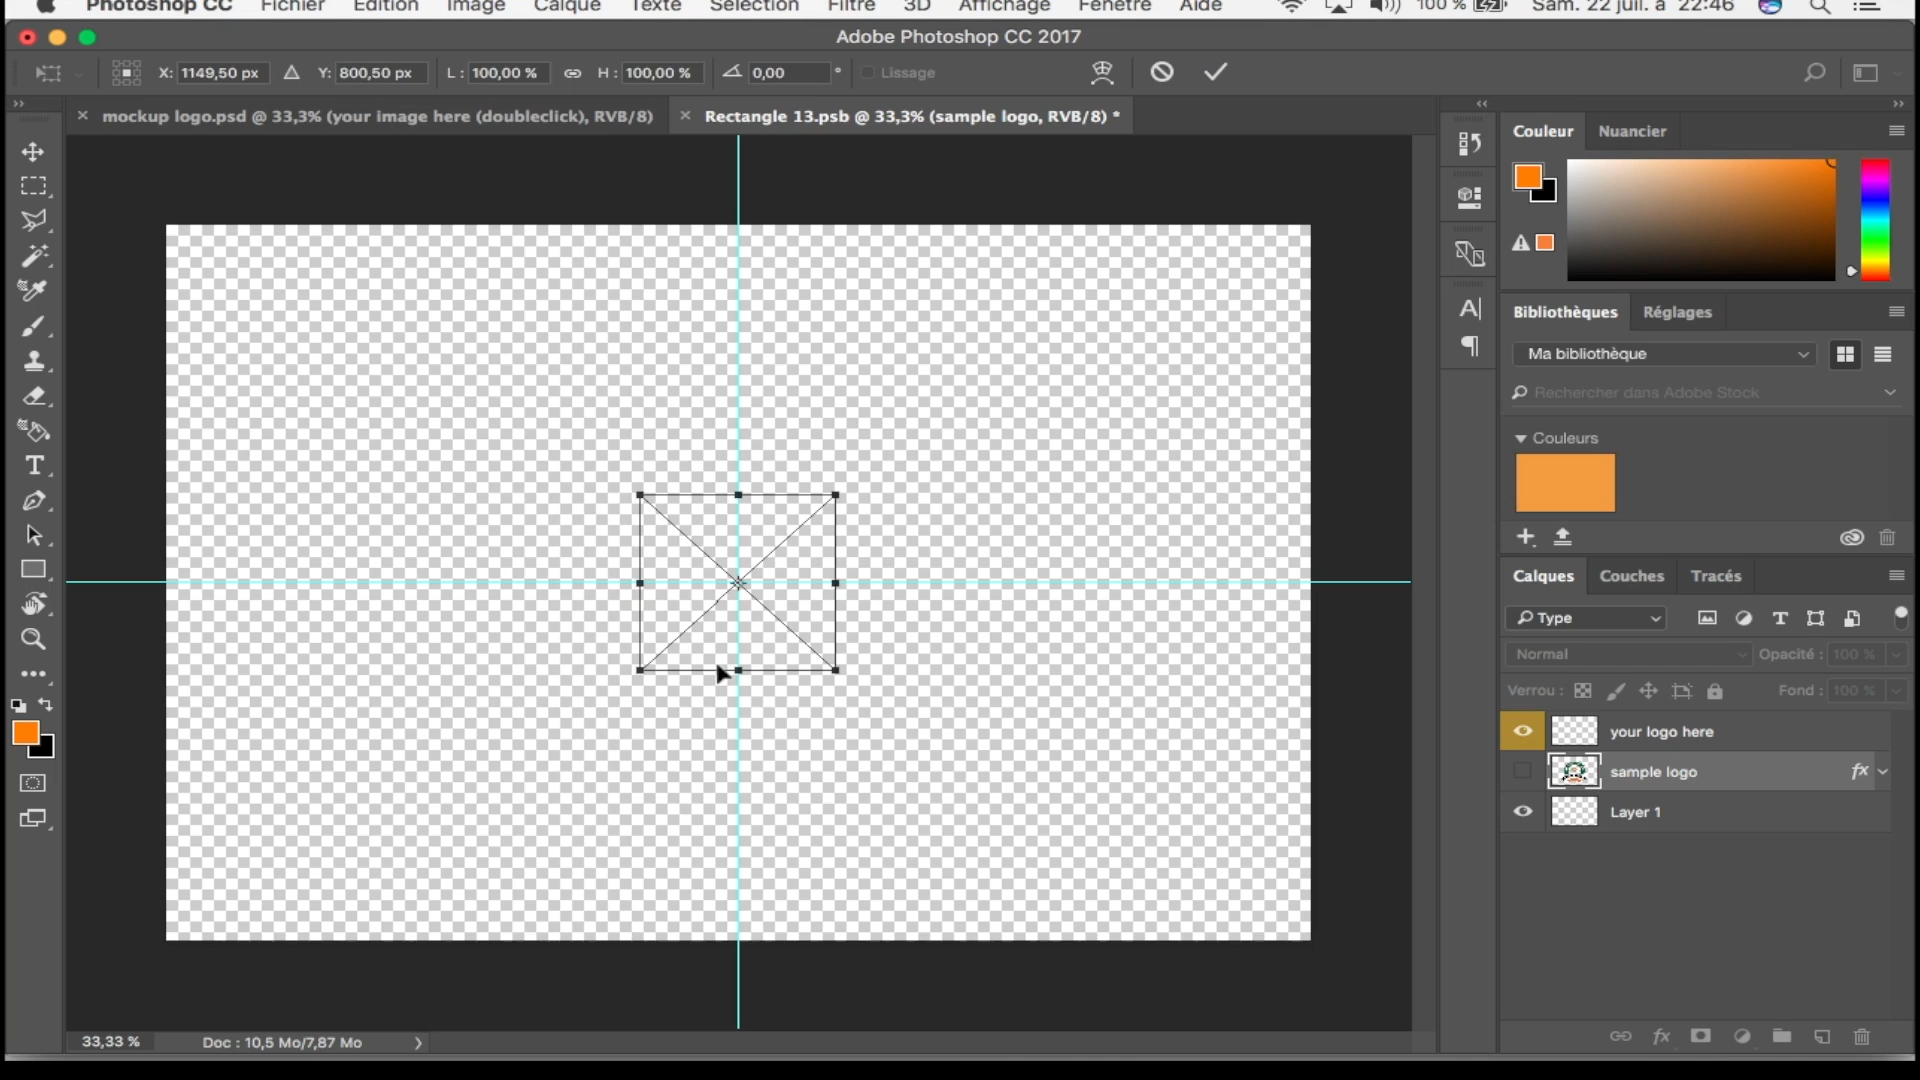 Photoshop CC Fichier Edition Image Calque Texte Sélection Filtre 3D Affichage Fenêtre Aide 100 % Sam. 22 juil. à 22:46
Adobe Photoshop CC 2017
X: 1149,50 px Y: 800,50 px L : 100,00 % H : 100,00 % 0,00 ° Lissage
mockup logo.psd @ 33,3% (your image here (doubleclick), RVB/8) Rectangle 13.psb @ 33,3% (sample logo, RVB/8) *
Couleur Nuancier
Bibliothèques Réglages
Ma bibliothèque
Rechercher dans Adobe Stock
Couleurs
Calques Couches Tracés
Type
Normal Opacité : 100 %
Verrou : Fond : 100 %
your logo here
sample logo fx
Layer 1
33,33 % Doc : 10,5 Mo/7,87 Mo
fx